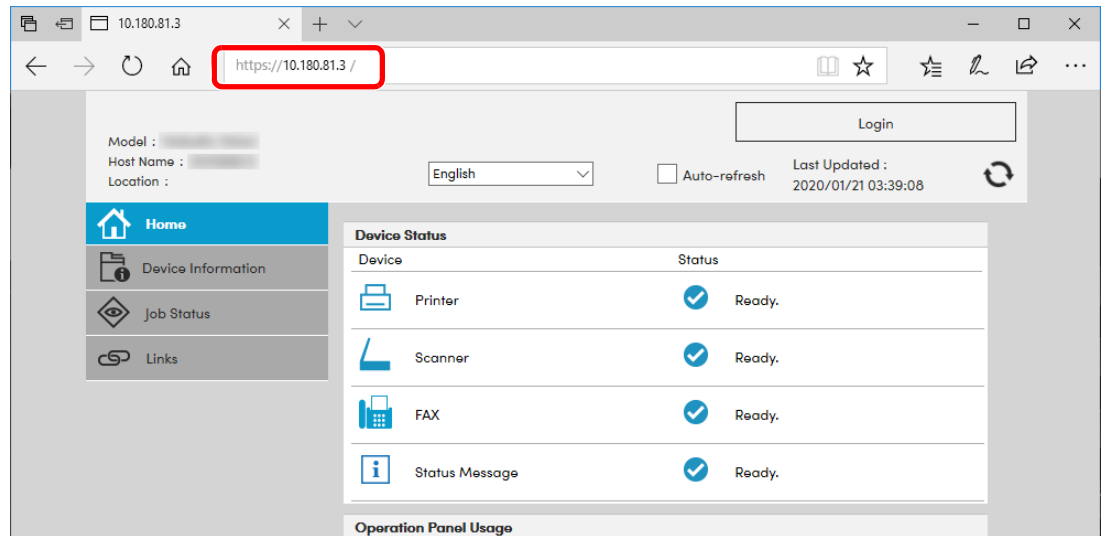 10.180.81.3
https://10.180.81.3 /
Login
Model :
Host Name :
Location :
English
Auto-refresh
Last Updated :
2020/01/21 03:39:08
Home
Device Information
Job Status
Links
Device Status
Device Status
Printer Ready.
Scanner Ready.
FAX Ready.
Status Message Ready.
Operation Panel Usage